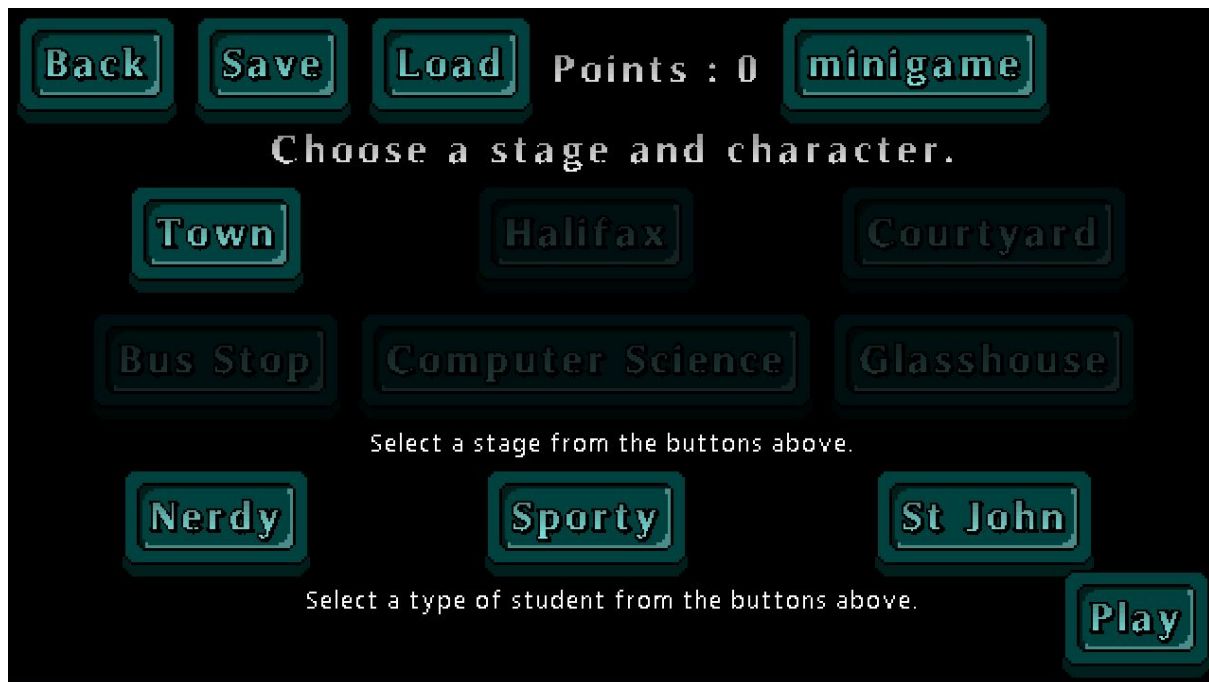 Back Save Load Points : 0 minigame
Choose a stage and character.
Town Halifax Courtyard
Bus Stop Computer Science Glasshouse
Select a stage from the buttons above.
Nerdy Sporty St John
Select a type of student from the buttons above.
Play